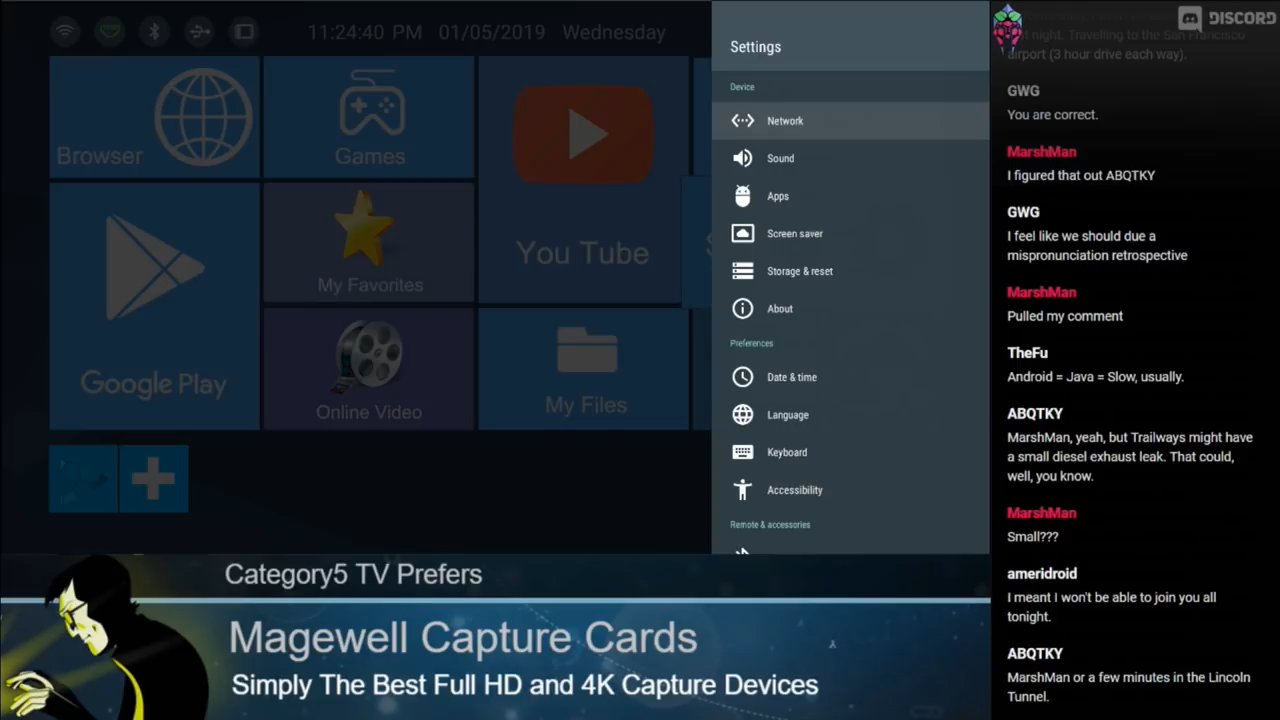 11:24:40 PM 01/05/2019 Wednesday
Browser
Games
You Tube
My Favorites
Google Play
Online Video
My Files
Settings
Device
Network
Sound
Apps
Screen saver
Storage & reset
About
Preferences
Date & time
Language
Keyboard
Accessibility
Remote & accessories
Category5 TV Prefers
Magewell Capture Cards
Simply The Best Full HD and 4K Capture Devices
DISCORD
night. Travelling to the San Francisco
airport (3 hour drive each way).
GWG
You are correct.
MarshMan
I figured that out ABQTKY
GWG
I feel like we should due a
mispronunciation retrospective
MarshMan
Pulled my comment
TheFu
Android = Java = Slow, usually.
ABQTKY
MarshMan, yeah, but Trailways might have
a small diesel exhaust leak. That could,
well, you know.
MarshMan
Small???
ameridroid
I meant I won't be able to join you all
tonight.
ABQTKY
MarshMan or a few minutes in the Lincoln
Tunnel.